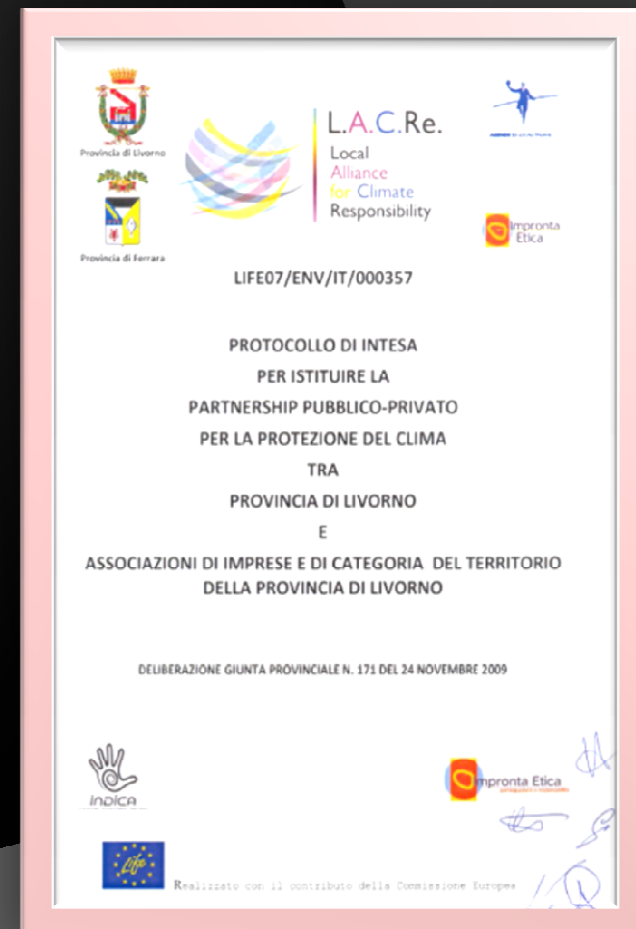 Provincia di Livorno
L.A.C.Re.
Local
Alliance
for Climate
Responsibility
Impronta
Etica
Provincia di Ferrara
LIFE07/ENV/IT/000357
PROTOCOLLO DI INTESA
PER ISTITUIRE LA
PARTNERSHIP PUBBLICO-PRIVATO
PER LA PROTEZIONE DEL CLIMA
TRA
PROVINCIA DI LIVORNO
E
ASSOCIAZIONI DI IMPRESE E DI CATEGORIA DEL TERRITORIO
DELLA PROVINCIA DI LIVORNO
DELIBERAZIONE GIUNTA PROVINCIALE N. 171 DEL 24 NOVEMBRE 2009
INDICA
Impronta Etica
Life
Realizzato con il contributo della Commissione Europea